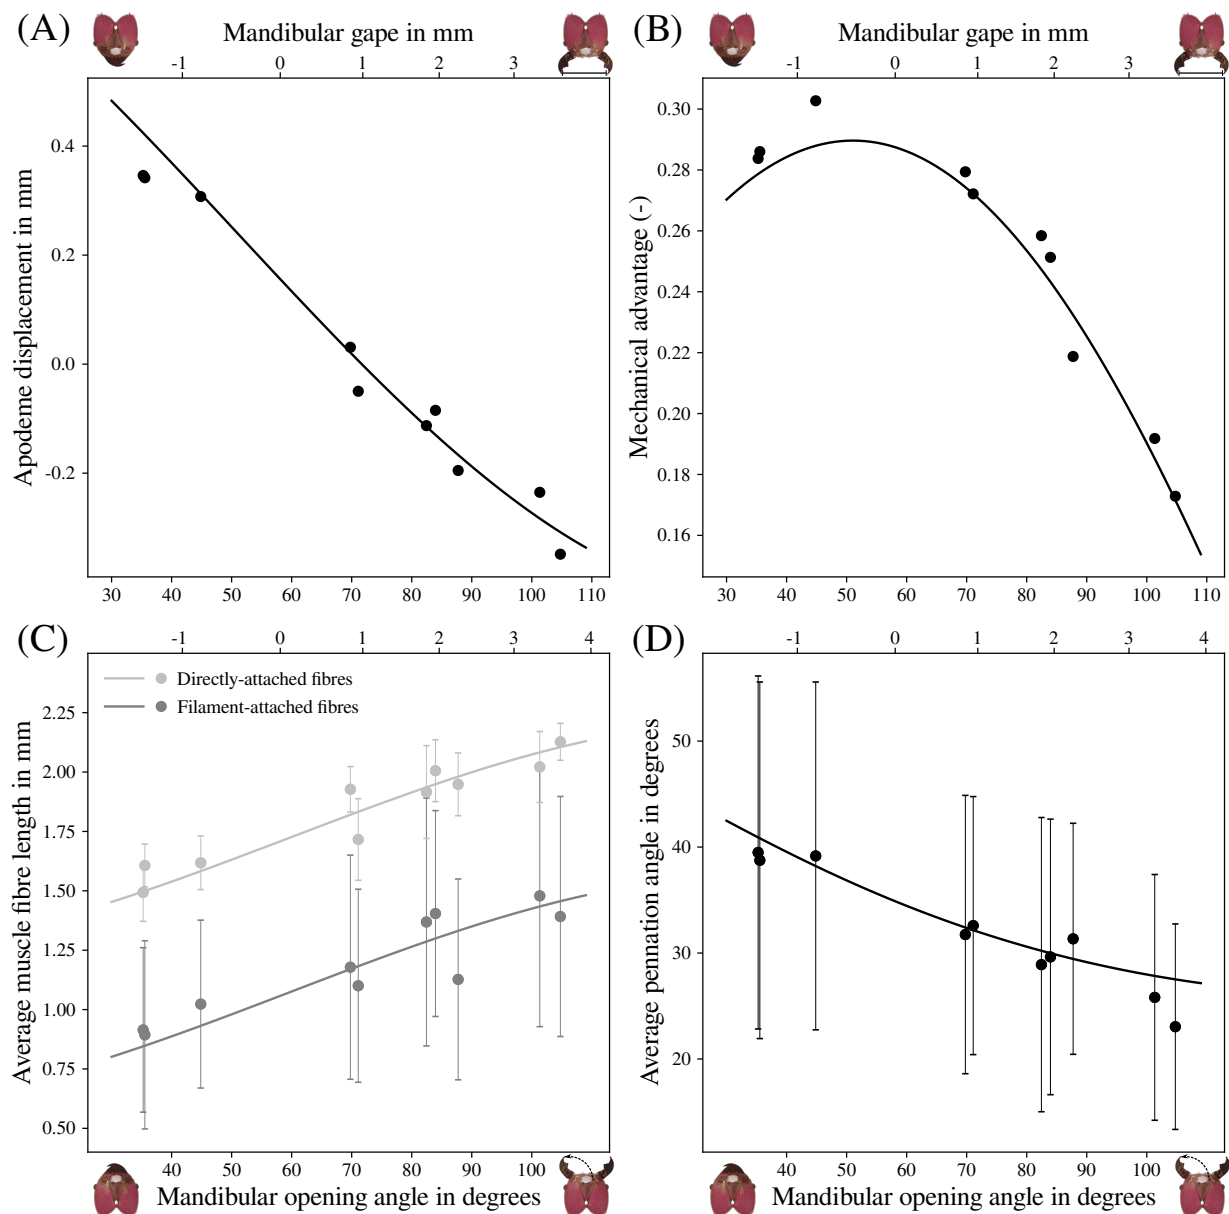 (A)
Mandibular gape in mm
-1 0 1 2 3
0.4
0.2
0.0
-0.2
Apodeme displacement in mm
30 40 50 60 70 80 90 100 110
(B)
Mandibular gape in mm
-1 0 1 2 3
0.30
0.28
0.26
0.24
0.22
0.20
0.18
0.16
Mechanical advantage (-)
30 40 50 60 70 80 90 100 110
(C)
-1 0 1 2 3 4
Directly-attached fibres
Filament-attached fibres
2.25
2.00
1.75
1.50
1.25
1.00
0.75
0.50
Average muscle fibre length in mm
40 50 60 70 80 90 100
Mandibular opening angle in degrees
(D)
-1 0 1 2 3 4
50
40
30
20
Average pennation angle in degrees
40 50 60 70 80 90 100
Mandibular opening angle in degrees